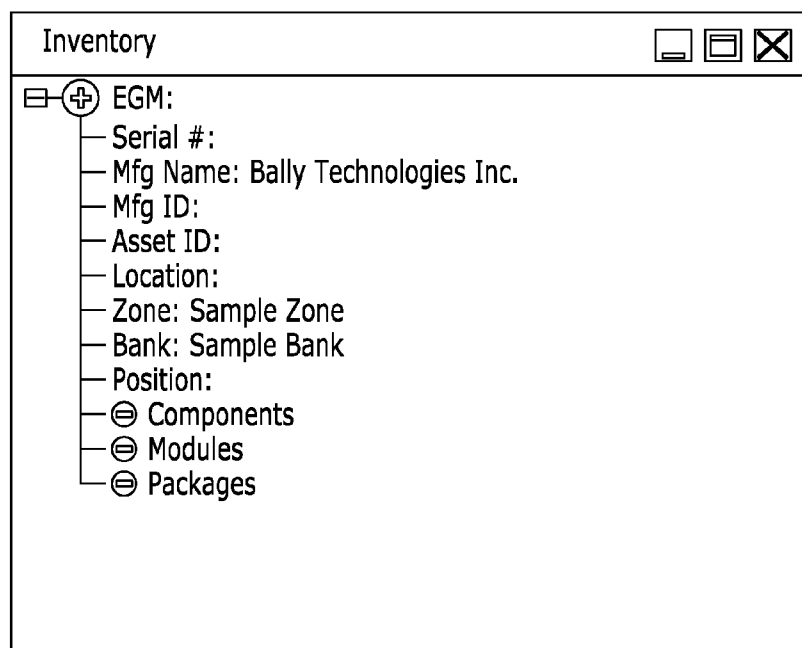 Inventory
EGM:
Serial #:
Mfg Name: Bally Technologies Inc.
Mfg ID:
Asset ID:
Location:
Zone: Sample Zone
Bank: Sample Bank
Position:
Components
Modules
Packages